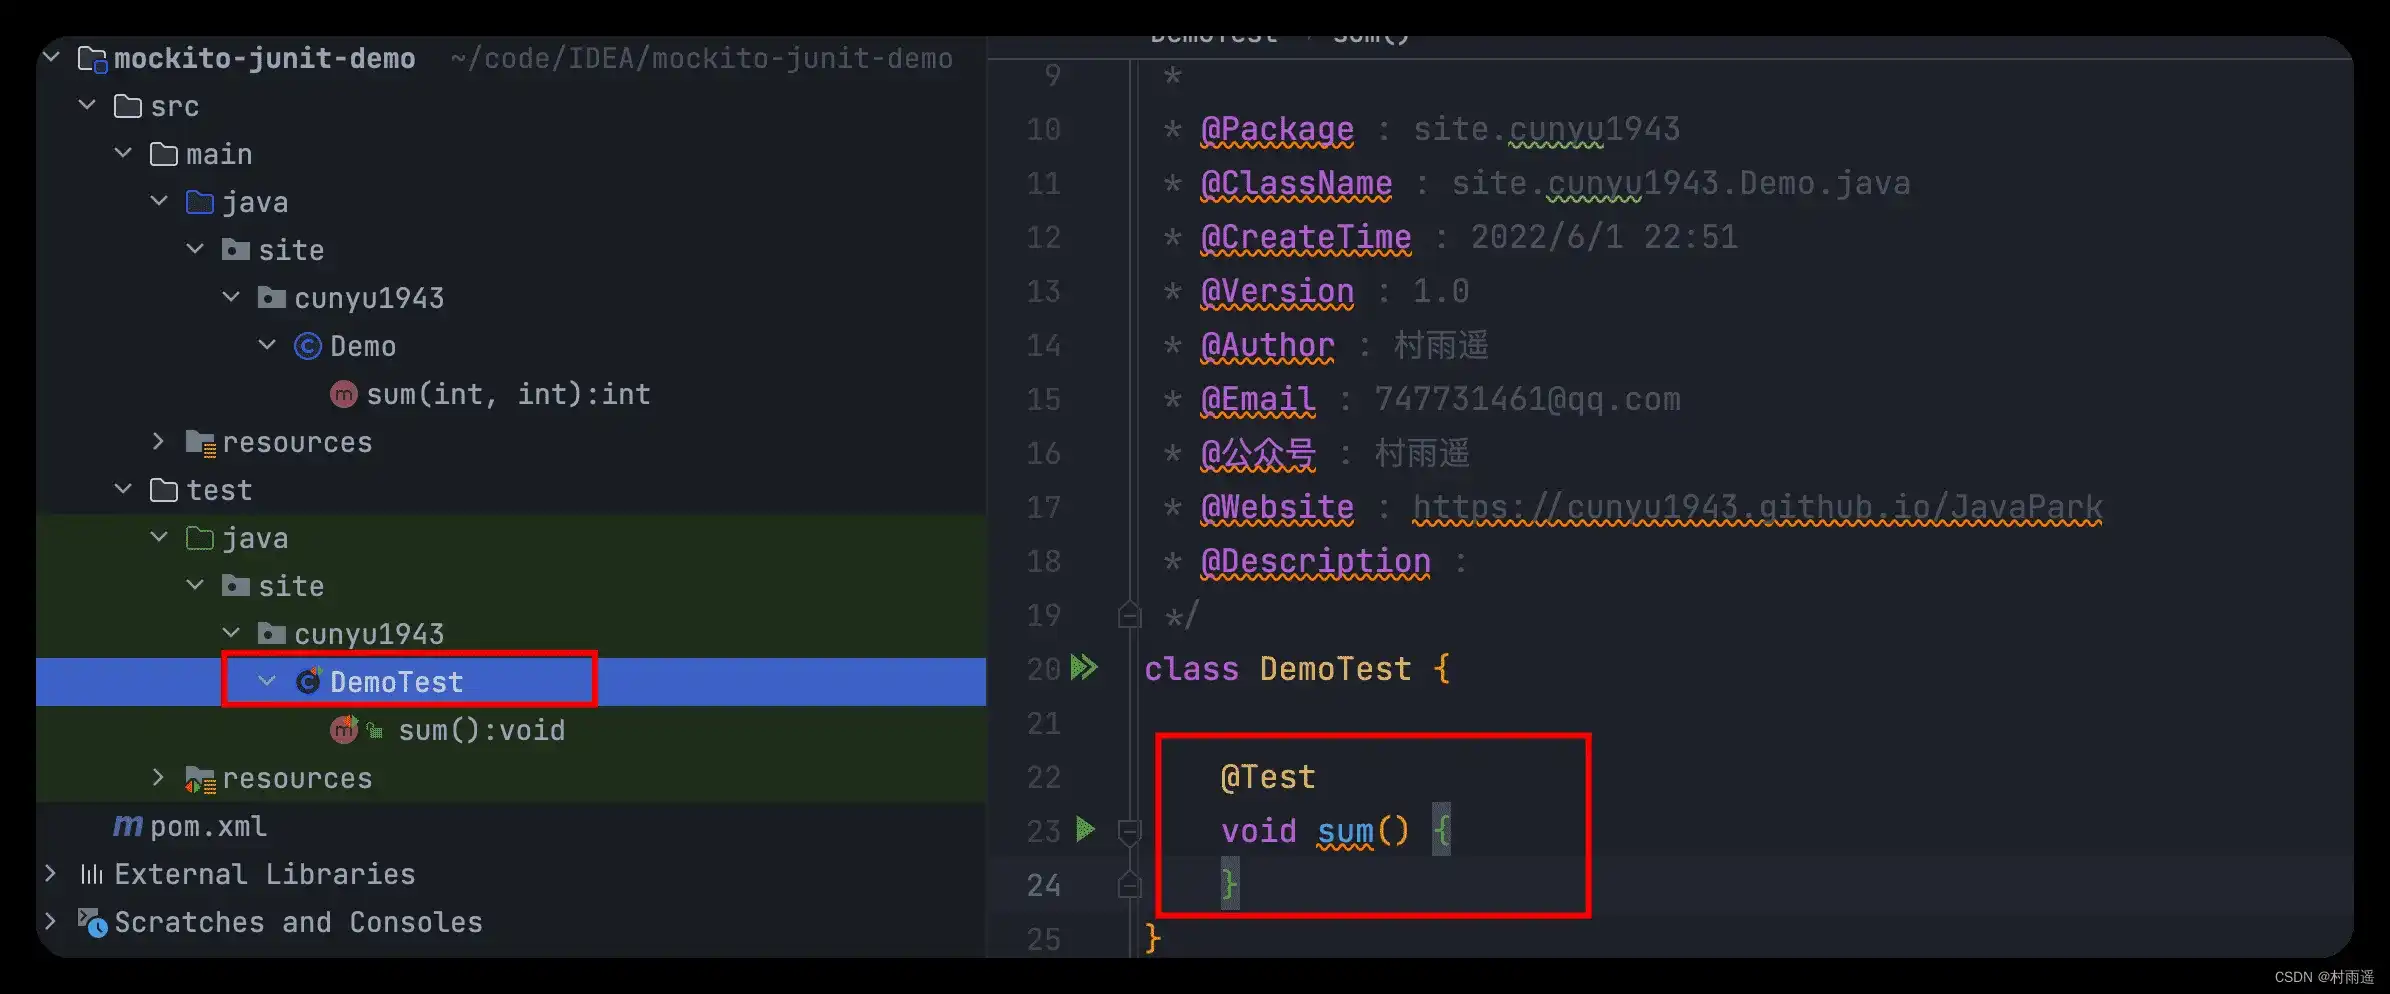 mockito-junit-demo ~/code/IDEA/mockito-junit-demo
src
main
java
site
cunyu1943
Demo
sum(int, int):int
resources
test
java
site
cunyu1943
DemoTest
sum():void
resources
pom.xml
External Libraries
Scratches and Consoles
DemoTest > sum()
9 *
10 * @Package : site.cunyu1943
11 * @ClassName : site.cunyu1943.Demo.java
12 * @CreateTime : 2022/6/1 22:51
13 * @Version : 1.0
14 * @Author : 村雨遥
15 * @Email : 747731461@qq.com
16 * @公众号 : 村雨遥
17 * @Website : https://cunyu1943.github.io/JavaPark
18 * @Description :
19 */
20 class DemoTest {
21
22 @Test
23 void sum() {
24 }
25 }
CSDN @村雨遥